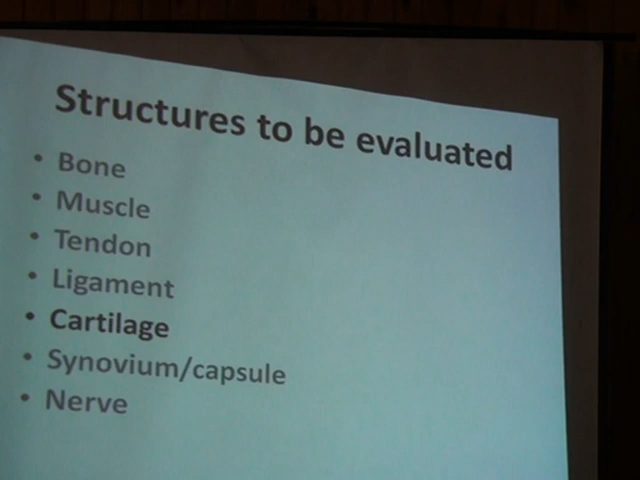 Structures to be evaluated
• Bone
• Muscle
• Tendon
• Ligament
• Cartilage
• Synovium/capsule
• Nerve